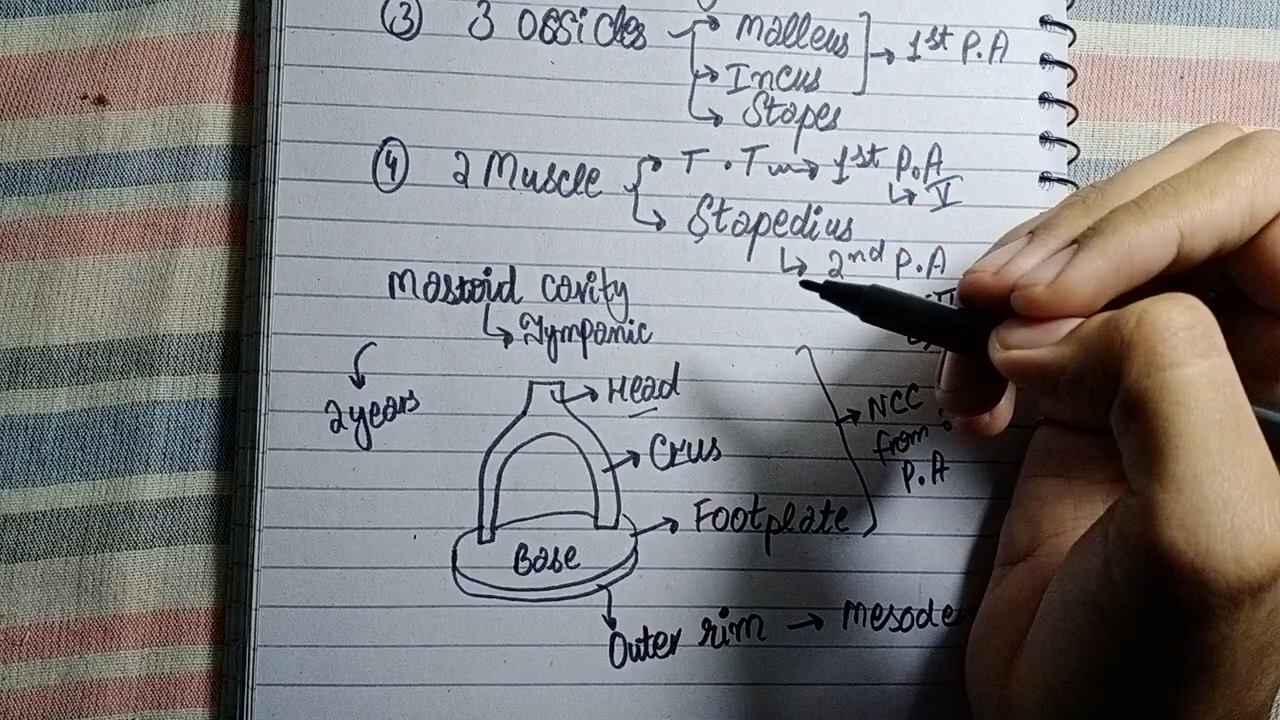 ③ 3 ossicles → malleus → 1st P.A
→ Incus
→ Stapes
④ 2 Muscle → T.T → 1st P.A
↳ V
→ Stapedius
↳ 2nd P.A
Mastoid cavity
↳ Tympanic
2 years
Head
Crus
NCC
from
P.A
Footplate
Base
Outer rim → Mesode